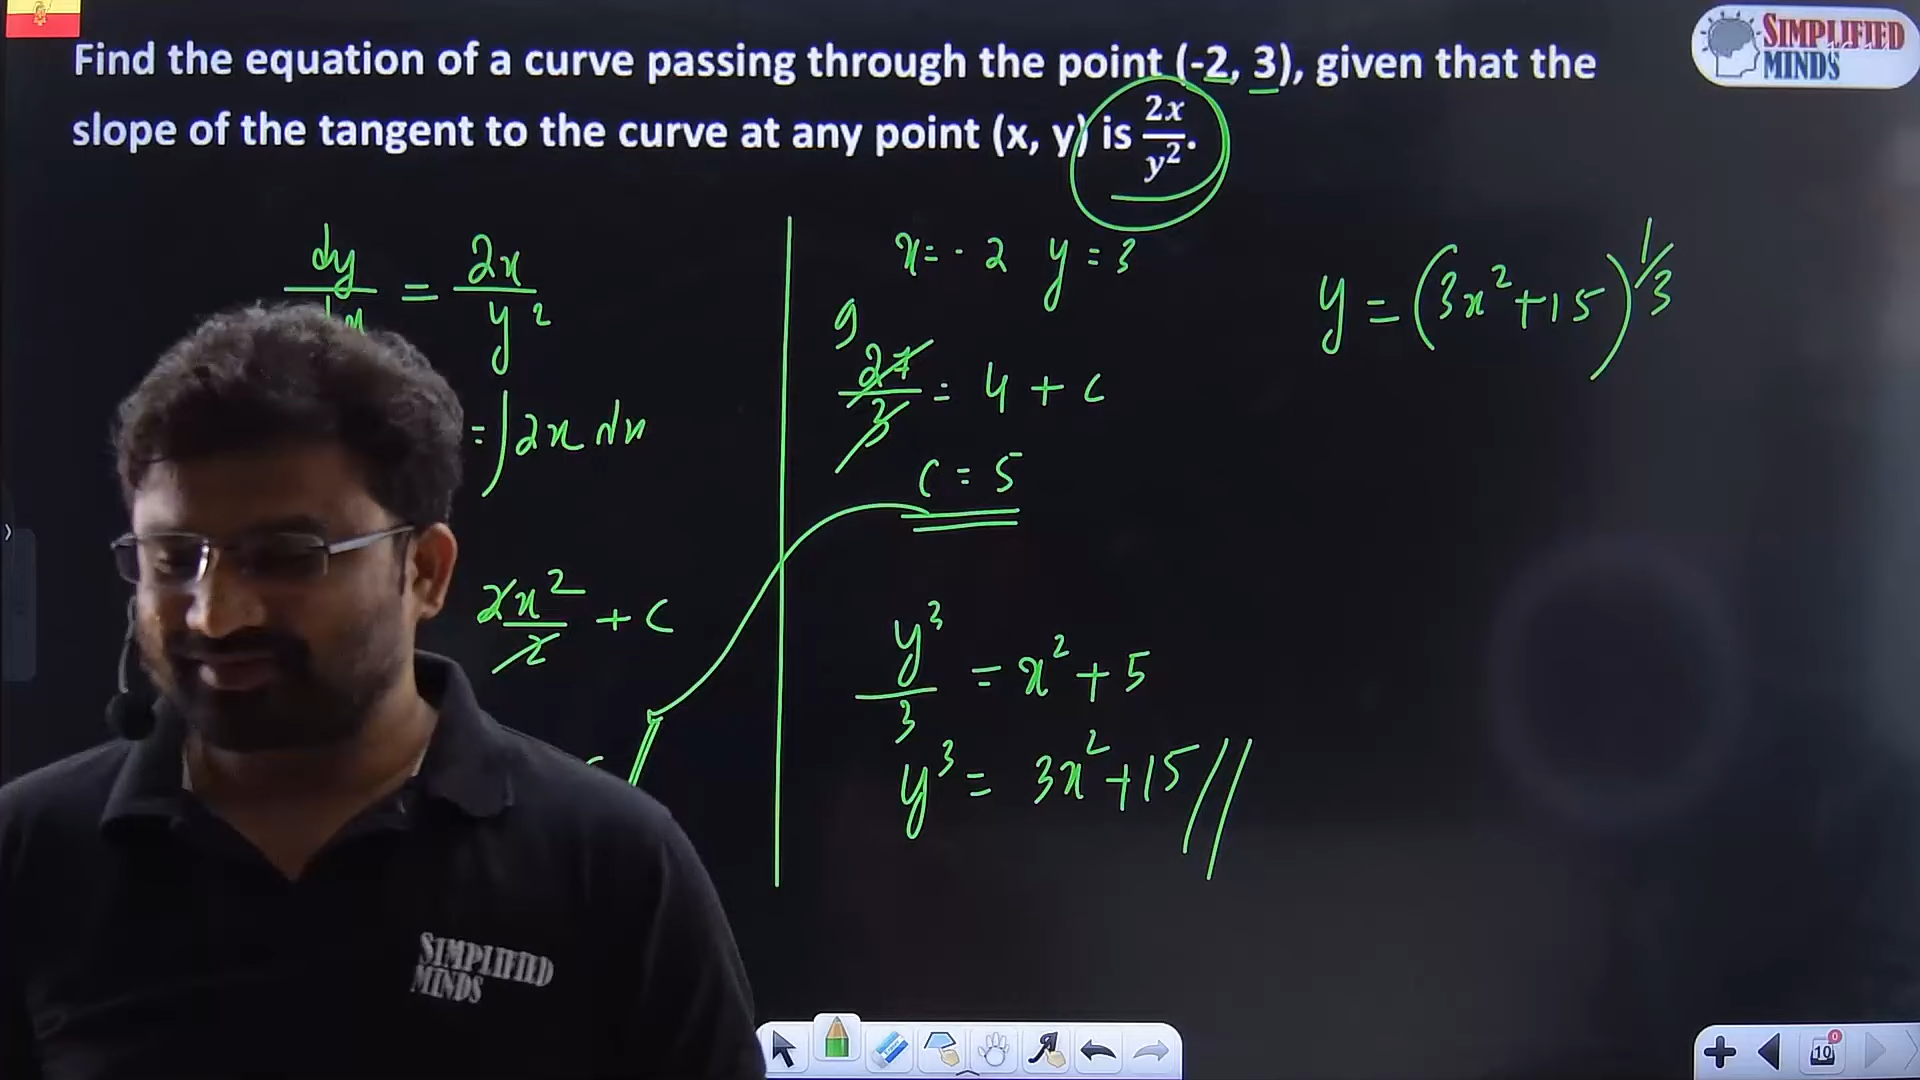 Find the equation of a curve passing through the point (-2, 3), given that the
slope of the tangent to the curve at any point (x, y) is 2x/y².
SIMPLIFIED
MINDS
dy/dx = 2x/y²
= ∫2x dx
2x²/2 + c
x = -2 y = 3
9
27/3 = 4 + c
c = 5
y³/3 = x² + 5
y³ = 3x² + 15 //
y = (3x² + 15)^1/3
SIMPLIFIED
MINDS
10
0